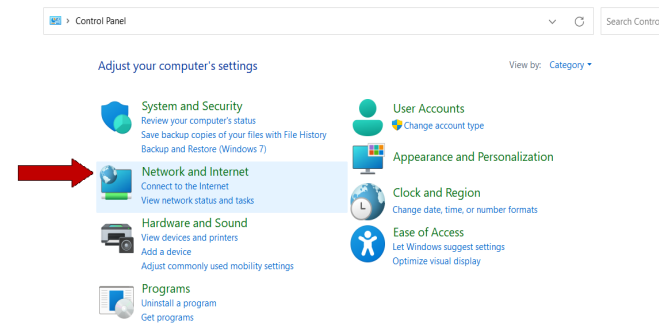 Control Panel
Search Contro
Adjust your computer's settings
View by: Category
System and Security
Review your computer's status
Save backup copies of your files with File History
Backup and Restore (Windows 7)
Network and Internet
Connect to the Internet
View network status and tasks
Hardware and Sound
View devices and printers
Add a device
Adjust commonly used mobility settings
Programs
Uninstall a program
Get programs
User Accounts
Change account type
Appearance and Personalization
Clock and Region
Change date, time, or number formats
Ease of Access
Let Windows suggest settings
Optimize visual display